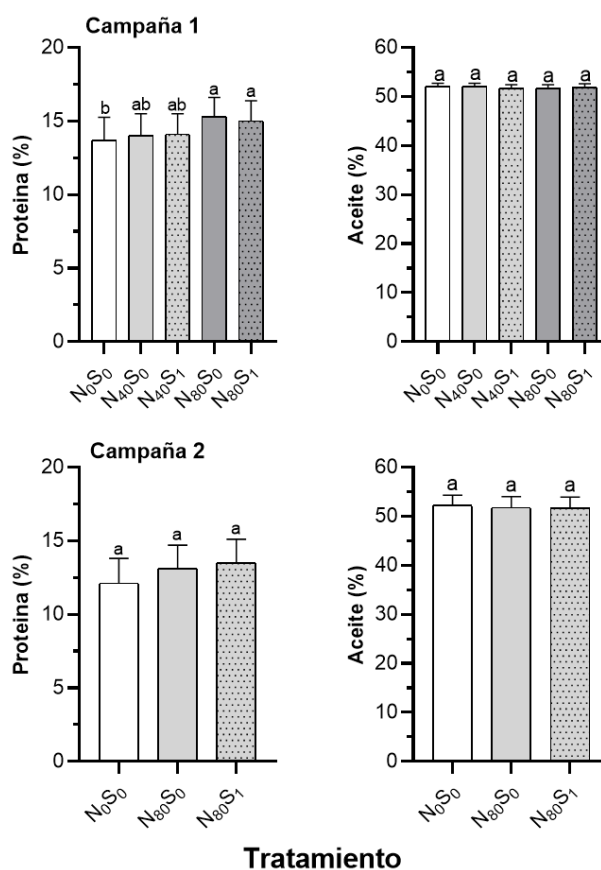 Campaña 1
Proteina (%)
20
15
10
5
0
b
ab
ab
a
a
N₀S₀
N₄₀S₀
N₄₀S₁
N₈₀S₀
N₈₀S₁
Aceite (%)
60
50
40
30
20
10
0
a
a
a
a
a
N₀S₀
N₄₀S₀
N₄₀S₁
N₈₀S₀
N₈₀S₁
Campaña 2
Proteina (%)
20
15
10
5
0
a
a
a
N₀S₀
N₈₀S₀
N₈₀S₁
Aceite (%)
60
50
40
30
20
10
0
a
a
a
N₀S₀
N₈₀S₀
N₈₀S₁
Tratamiento